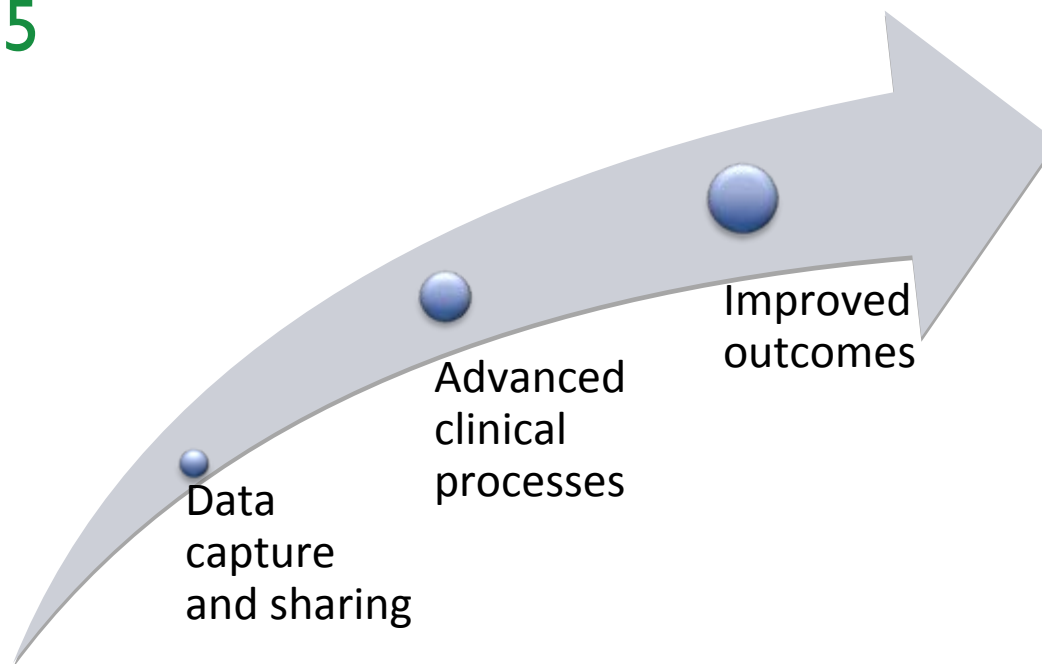 5
Data
capture
and sharing
Advanced
clinical
processes
Improved
outcomes